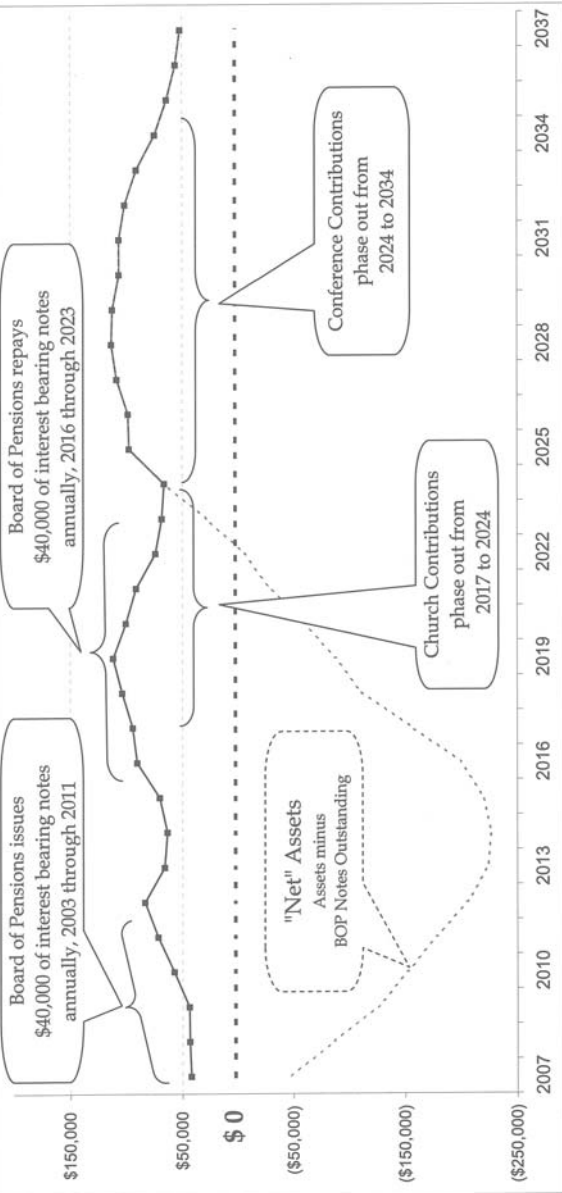 Board of Pensions issues
$40,000 of interest bearing notes
annually, 2003 through 2011
Board of Pensions repays
$40,000 of interest bearing notes
annually, 2016 through 2023
$150,000
$50,000
$ 0
($50,000)
($150,000)
($250,000)
"Net" Assets
Assets minus
BOP Notes Outstanding
Church Contributions
phase out from
2017 to 2024
Conference Contributions
phase out from
2024 to 2034
2007
2010
2013
2016
2019
2022
2025
2028
2031
2034
2037